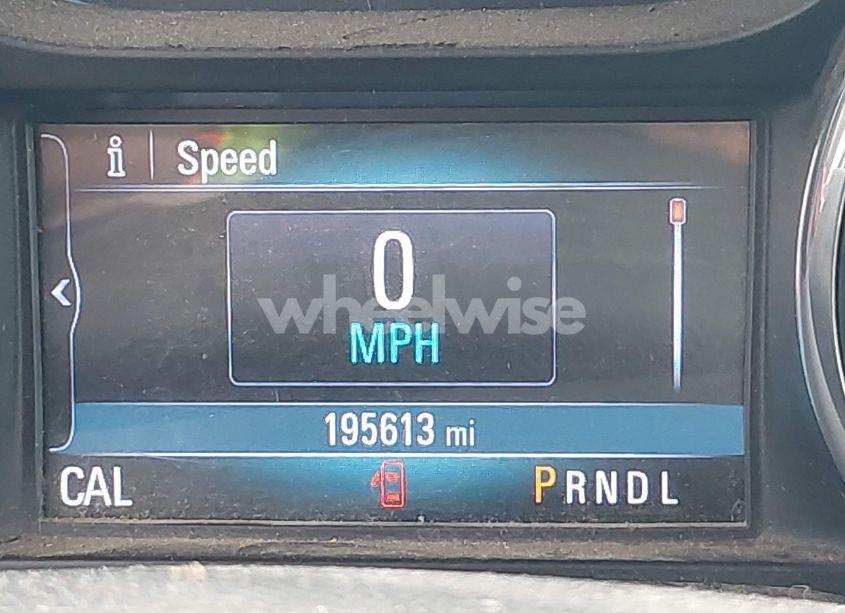 i | Speed
0
MPH
wheelwise
195613 mi
CAL
PRNDL